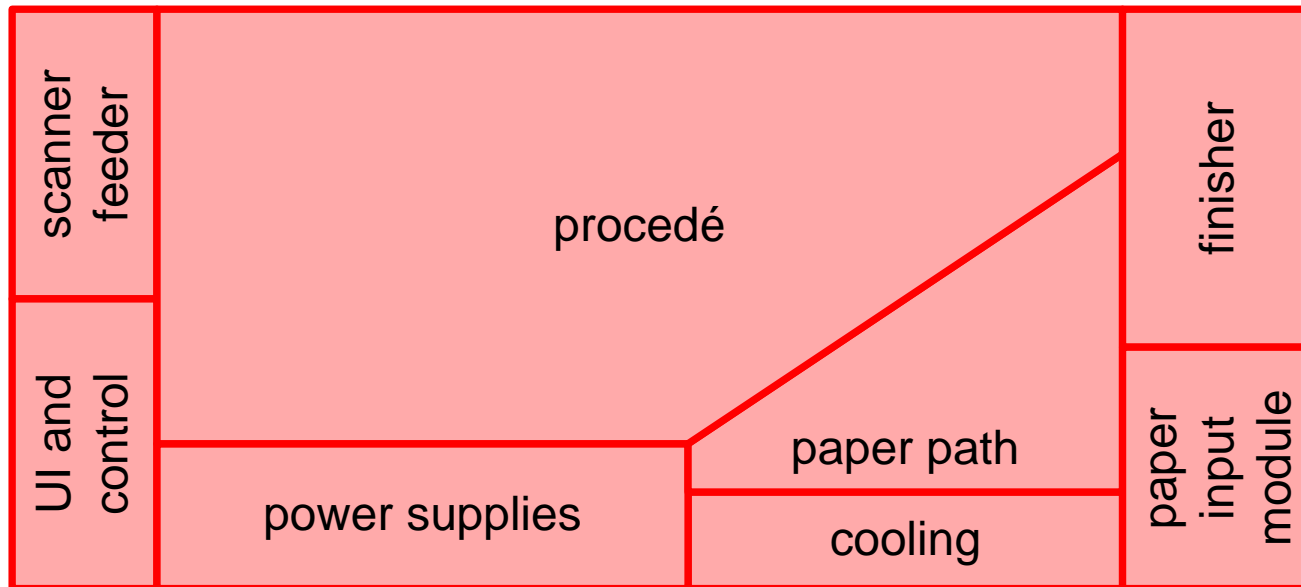 scanner
feeder
procedé
finisher
UI and
control
power supplies
paper path
cooling
paper
input
module